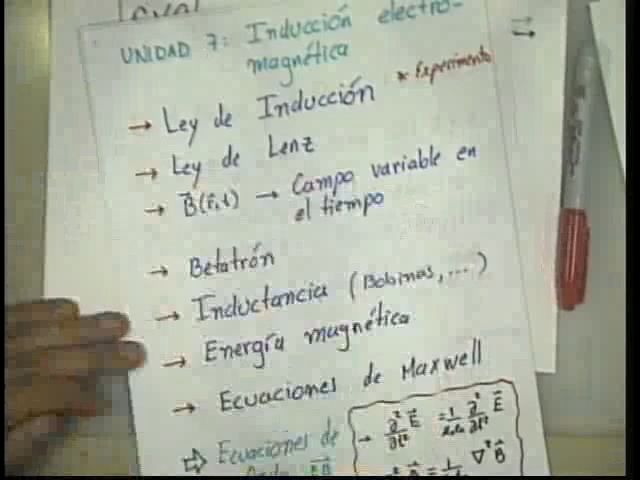 UNIDAD 7: Inducción electro-
magnética
→ Ley de Inducción * Experimento
→ Ley de Lenz
→ B⃗(r⃗,t) → Campo variable en
el tiempo
→ Betatrón
→ Inductancia (Bobinas,...)
→ Energía magnética
→ Ecuaciones de Maxwell
⇨ Ecuaciones de